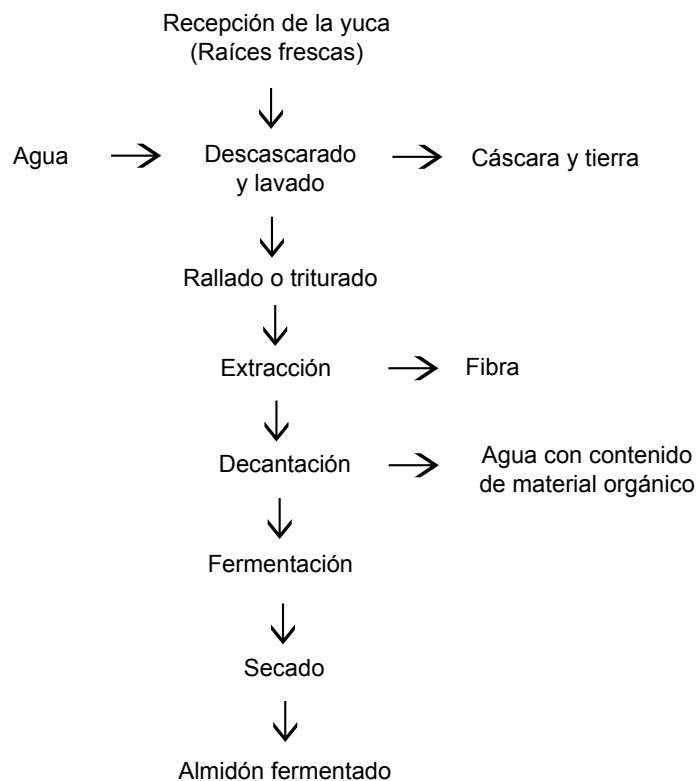 Recepción de la yuca
(Raíces frescas)
Agua
Descascarado
y lavado
Cáscara y tierra
Rallado o triturado
Extracción
Fibra
Decantación
Agua con contenido
de material orgánico
Fermentación
Secado
Almidón fermentado